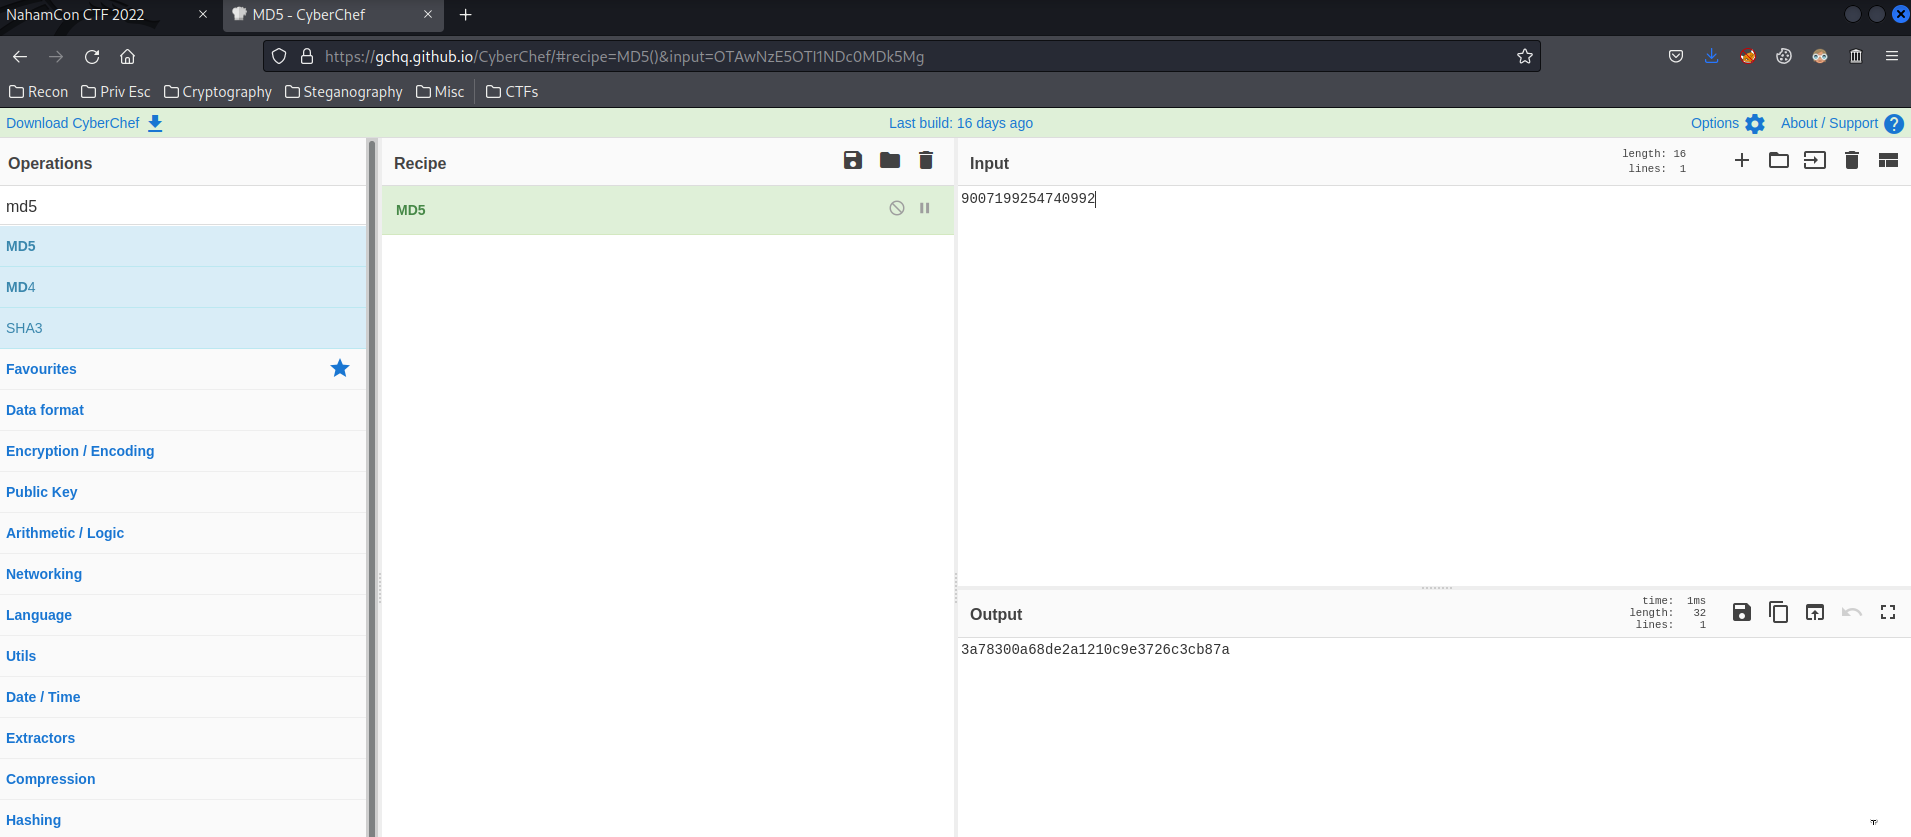 NahamCon CTF 2022
MD5 - CyberChef
https://gchq.github.io/CyberChef/#recipe=MD5()&input=OTAwNzE5OTI1NDc0MDk5Mg
Recon Priv Esc Cryptography Steganography Misc CTFs
Download CyberChef
Last build: 16 days ago
Options About / Support
Operations
md5
MD5
MD4
SHA3
Favourites
Data format
Encryption / Encoding
Public Key
Arithmetic / Logic
Networking
Language
Utils
Date / Time
Extractors
Compression
Hashing
Recipe
MD5
Input
length: 16
lines: 1
9007199254740992
Output
time: 1ms
length: 32
lines: 1
3a78300a68de2a1210c9e3726c3cb87a